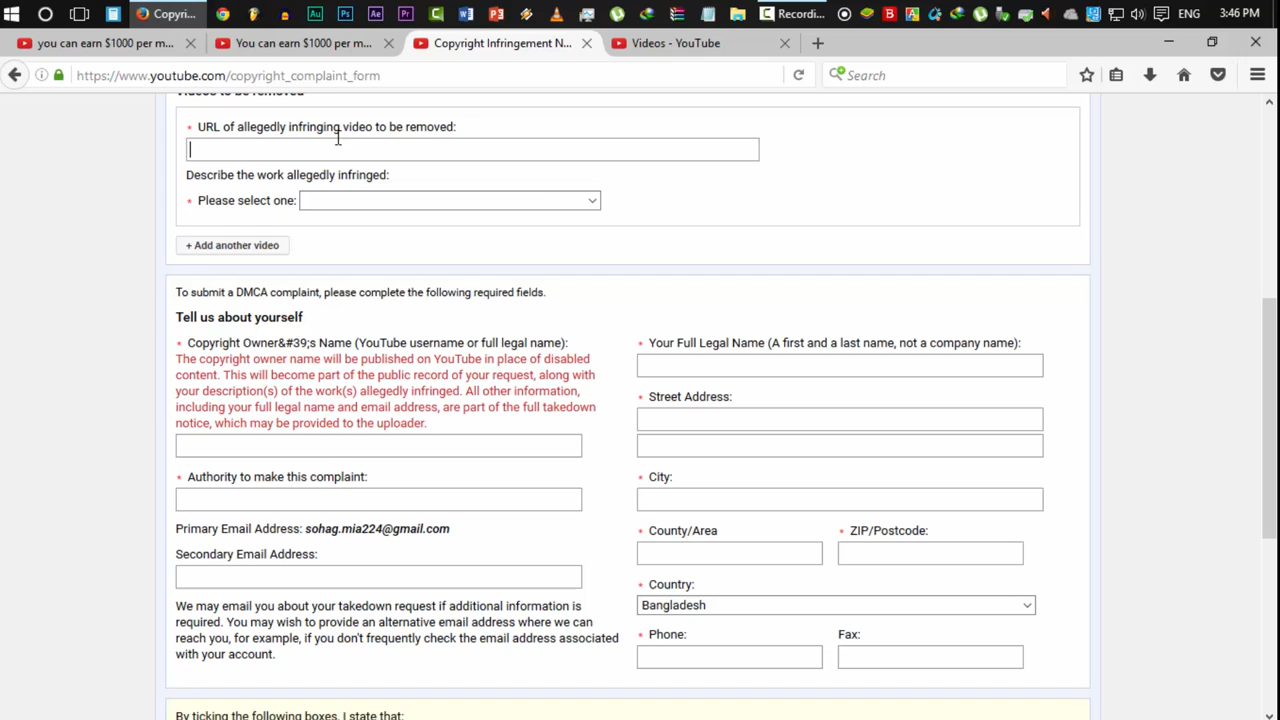 ENG
3:46 PM
Copyri...
Recordi...
you can earn $1000 per m...
You can earn $1000 per m...
Copyright Infringement N...
Videos - YouTube
https://www.youtube.com/copyright_complaint_form
Search
Videos to be removed
* URL of allegedly infringing video to be removed:
Describe the work allegedly infringed:
* Please select one:
+ Add another video
To submit a DMCA complaint, please complete the following required fields.
Tell us about yourself
* Copyright Owner&#39;s Name (YouTube username or full legal name):
The copyright owner name will be published on YouTube in place of disabled
content. This will become part of the public record of your request, along with
your description(s) of the work(s) allegedly infringed. All other information,
including your full legal name and email address, are part of the full takedown
notice, which may be provided to the uploader.
* Authority to make this complaint:
Primary Email Address: sohag.mia224@gmail.com
Secondary Email Address:
We may email you about your takedown request if additional information is
required. You may wish to provide an alternative email address where we can
reach you, for example, if you don't frequently check the email address associated
with your account.
* Your Full Legal Name (A first and a last name, not a company name):
* Street Address:
* City:
* County/Area
* ZIP/Postcode:
* Country:
Bangladesh
* Phone:
Fax:
By ticking the following boxes, I state that: